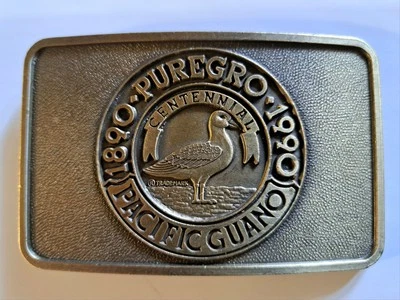 1890 • PUREGRO • 1990
CENTENNIAL
TRADEMARK
PACIFIC GUANO